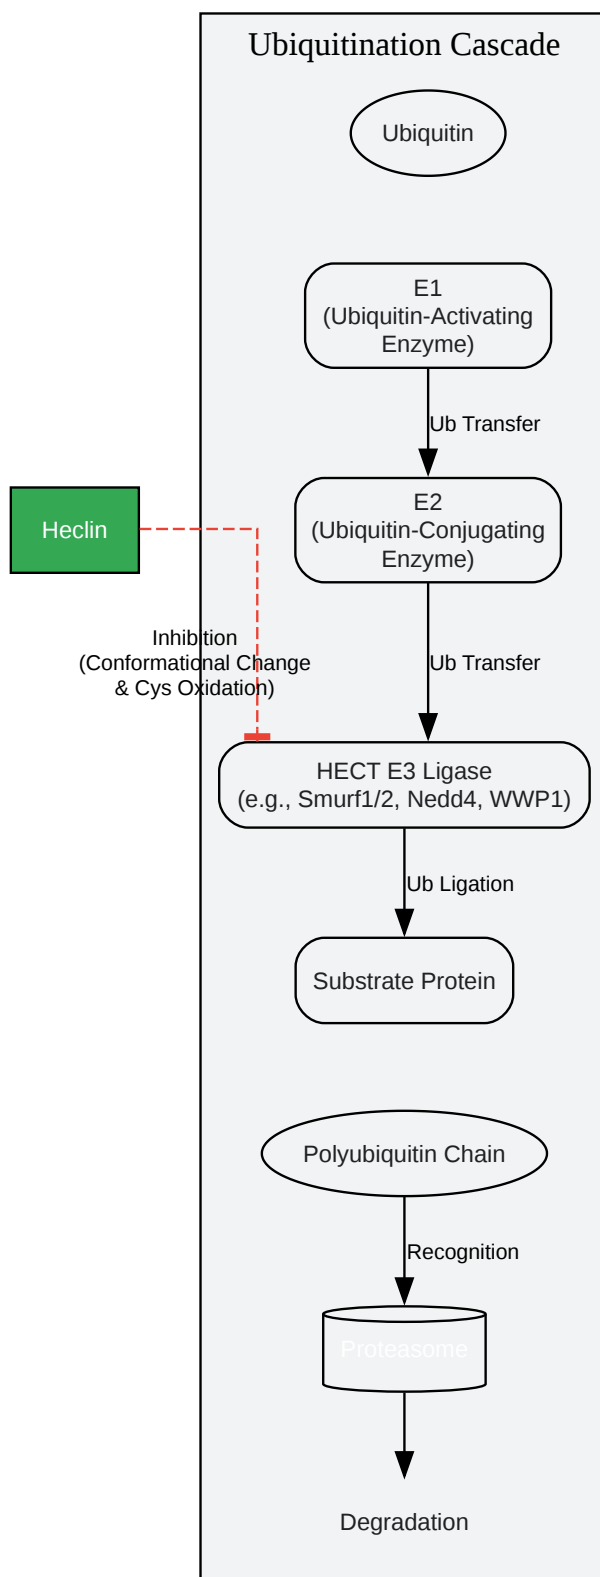 Ubiquitination Cascade
Ubiquitin
E1
(Ubiquitin-Activating
Enzyme)
Ub Transfer
E2
(Ubiquitin-Conjugating
Enzyme)
Heclin
Inhibition
(Conformational Change
& Cys Oxidation)
Ub Transfer
HECT E3 Ligase
(e.g., Smurf1/2, Nedd4, WWP1)
Ub Ligation
Substrate Protein
Polyubiquitin Chain
Recognition
Proteasome
Degradation